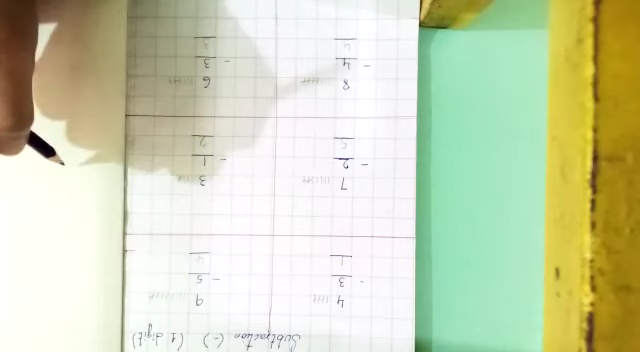 Subtraction (-) (1 digit)
4 9
- 3 - 5
1 4
7 3
- 2 - 1
5 2
8 6
- 4 - 3
4 3